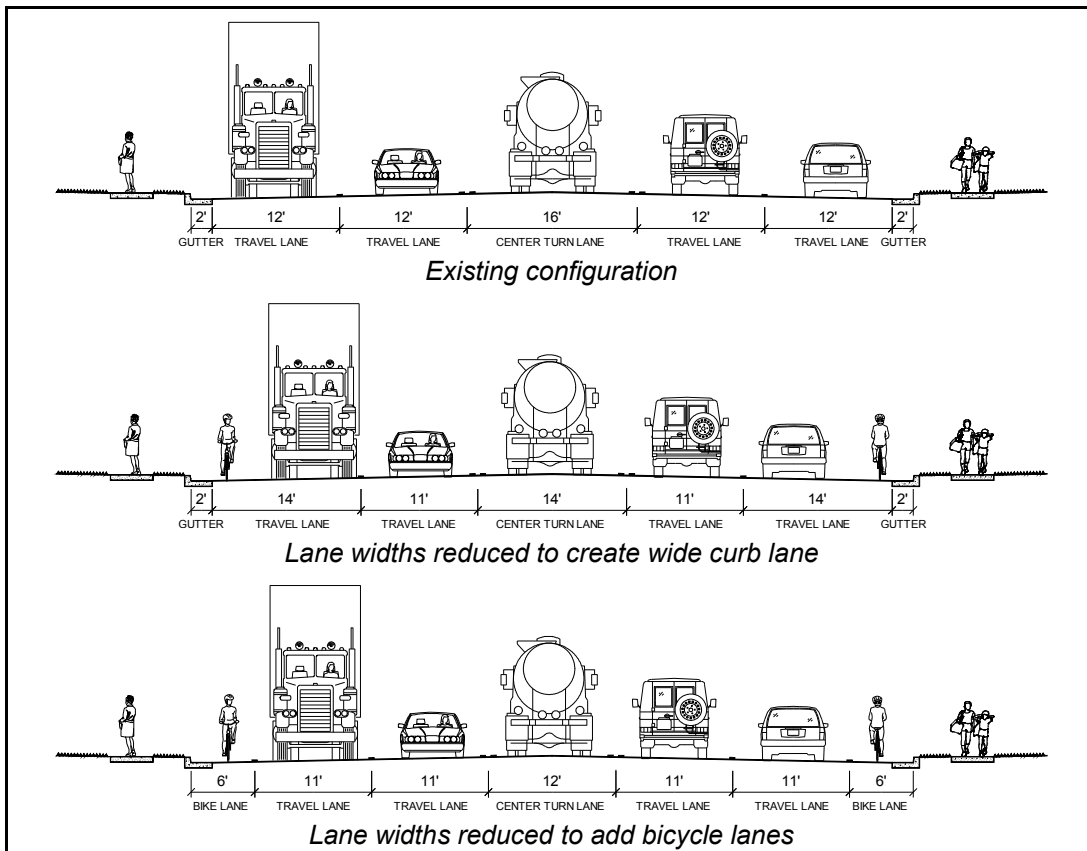 2' 12' 12' 16' 12' 12' 2'
GUTTER TRAVEL LANE TRAVEL LANE CENTER TURN LANE TRAVEL LANE TRAVEL LANE GUTTER
Existing configuration
2' 14' 11' 14' 11' 14' 2'
GUTTER TRAVEL LANE TRAVEL LANE CENTER TURN LANE TRAVEL LANE TRAVEL LANE GUTTER
Lane widths reduced to create wide curb lane
6' 11' 11' 12' 11' 11' 6'
BIKE LANE TRAVEL LANE TRAVEL LANE CENTER TURN LANE TRAVEL LANE TRAVEL LANE BIKE LANE
Lane widths reduced to add bicycle lanes